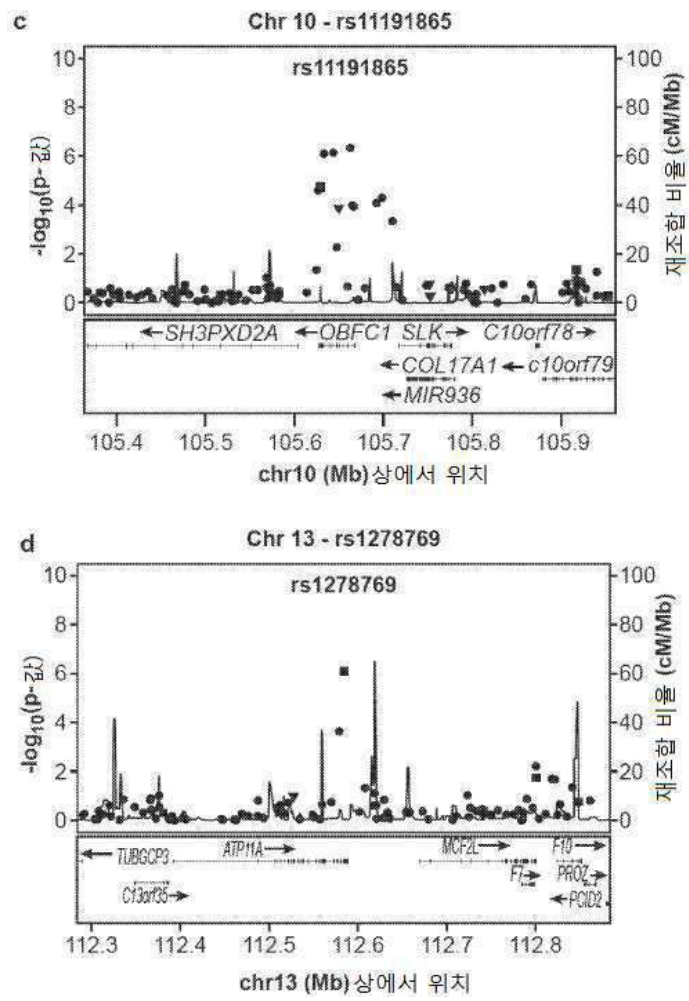 c
Chr 10 - rs11191865
rs11191865
10
8
6
4
2
0
-log10(p- 값)
100
80
60
40
20
0
재조합 비율 (cM/Mb)
SH3PXD2A OBFC1 SLK C10orf78
COL17A1 c10orf79
MIR936
105.4 105.5 105.6 105.7 105.8 105.9
chr10 (Mb)상에서 위치
d
Chr 13 - rs1278769
rs1278769
10
8
6
4
2
0
-log10(p-값)
100
80
60
40
20
0
재조합 비율 (cM/Mb)
TUBGCP3 ATP11A MCF2L F10
F7 PROZ
C13orf35 PCID2
112.3 112.4 112.5 112.6 112.7 112.8
chr13 (Mb)상에서 위치